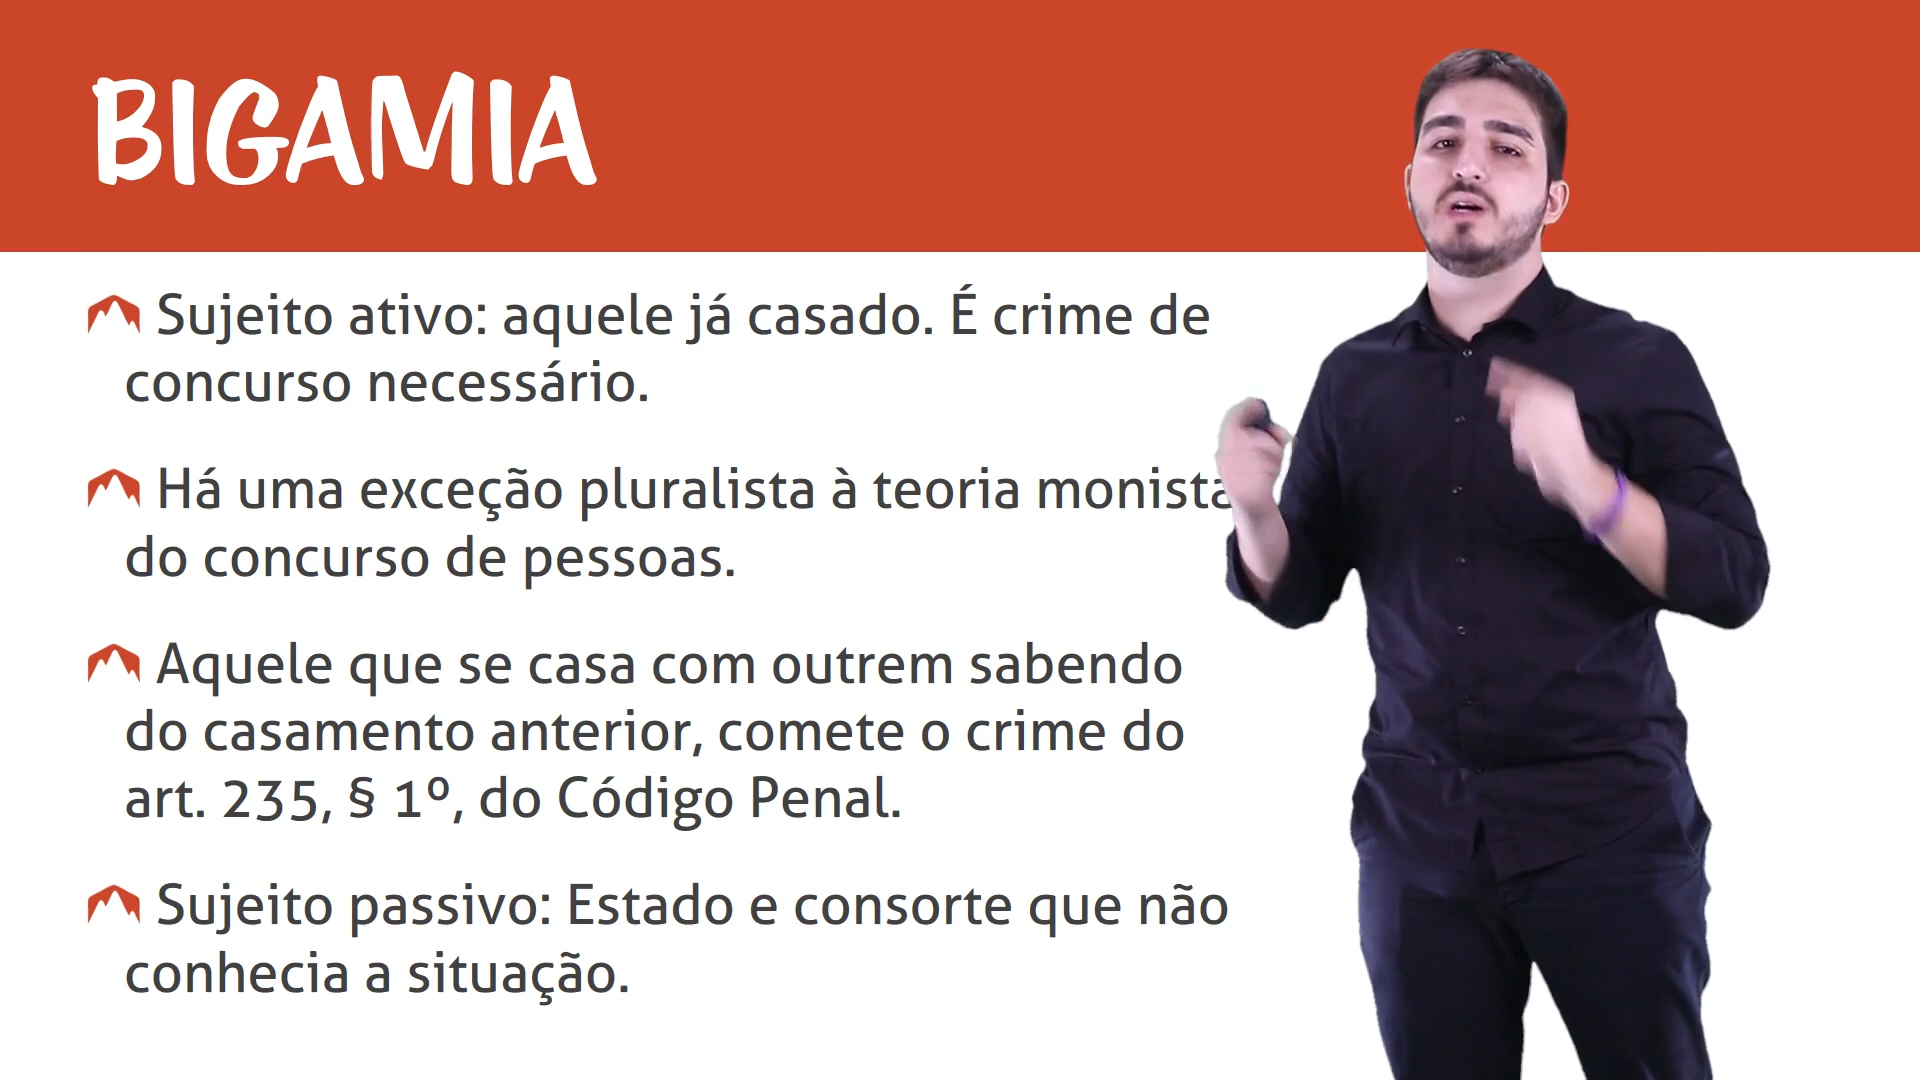 BIGAMIA
Sujeito ativo: aquele já casado. É crime de
concurso necessário.
Há uma exceção pluralista à teoria monista
do concurso de pessoas.
Aquele que se casa com outrem sabendo
do casamento anterior, comete o crime do
art. 235, § 1º, do Código Penal.
Sujeito passivo: Estado e consorte que não
conhecia a situação.